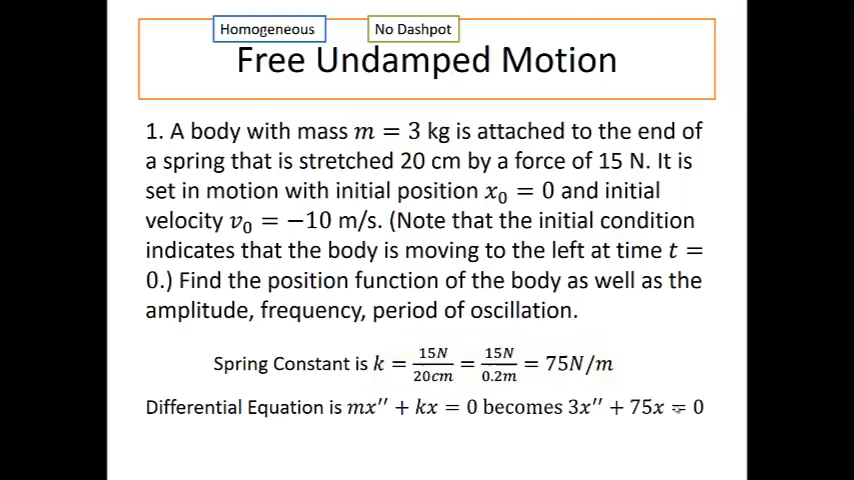 Homogeneous No Dashpot
Free Undamped Motion
1. A body with mass m = 3 kg is attached to the end of
a spring that is stretched 20 cm by a force of 15 N. It is
set in motion with initial position x₀ = 0 and initial
velocity v₀ = −10 m/s. (Note that the initial condition
indicates that the body is moving to the left at time t =
0.) Find the position function of the body as well as the
amplitude, frequency, period of oscillation.
Spring Constant is k = 15N/20cm = 15N/0.2m = 75N/m
Differential Equation is mx′′ + kx = 0 becomes 3x′′ + 75x = 0